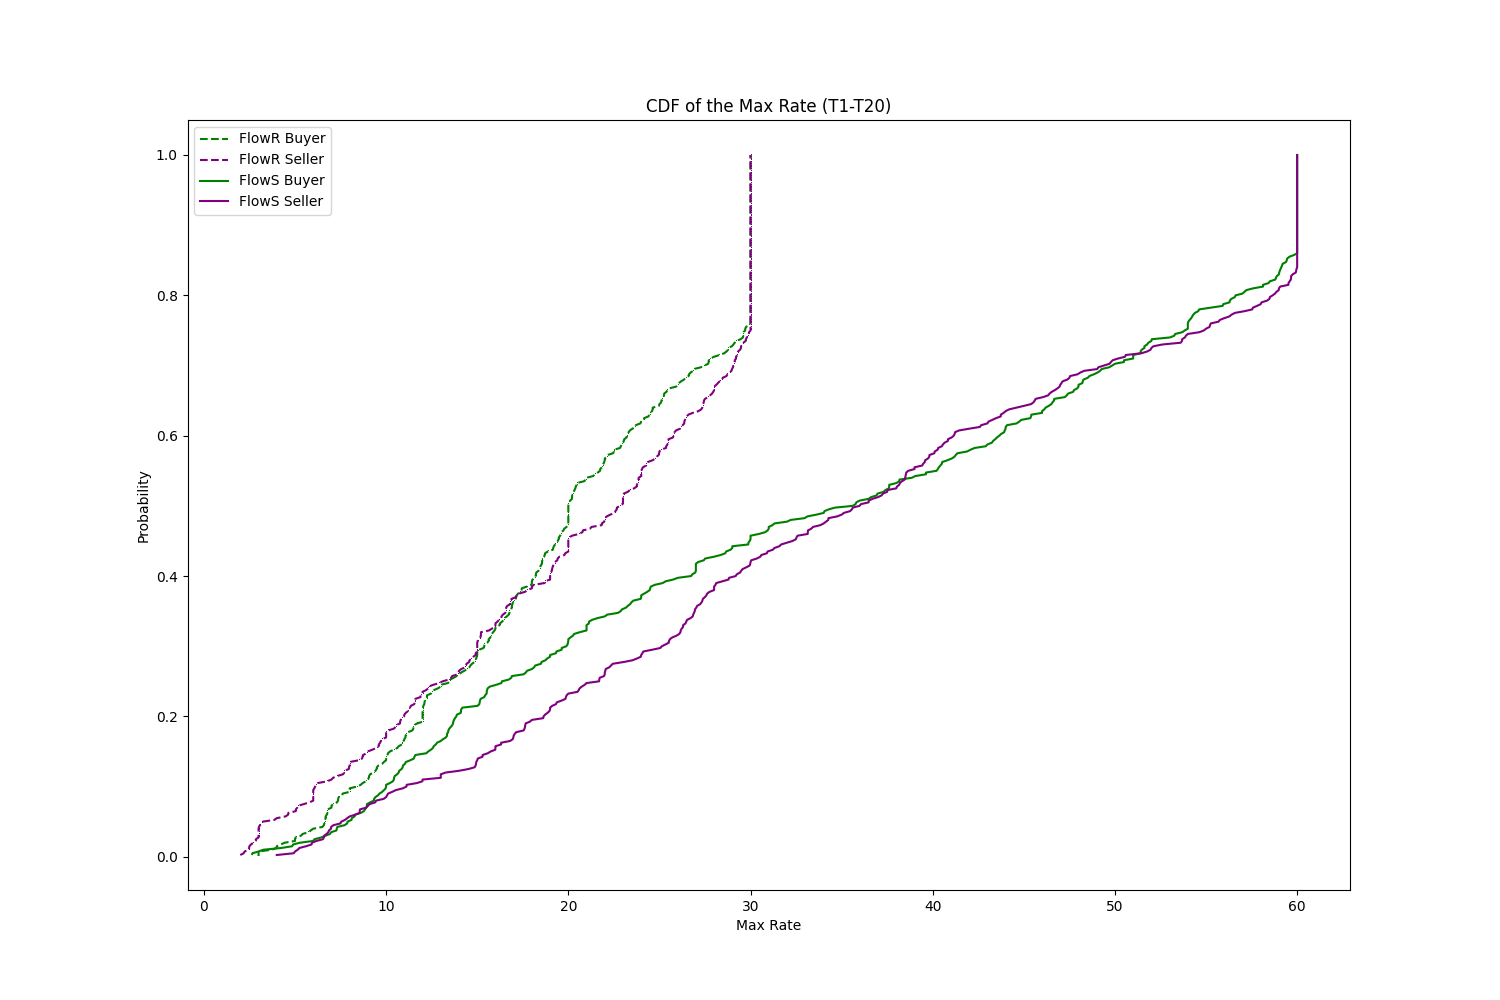 CDF of the Max Rate (T1-T20)
FlowR Buyer
FlowR Seller
FlowS Buyer
FlowS Seller
1.0
0.8
0.6
0.4
0.2
0.0
Probability
0 10 20 30 40 50 60
Max Rate